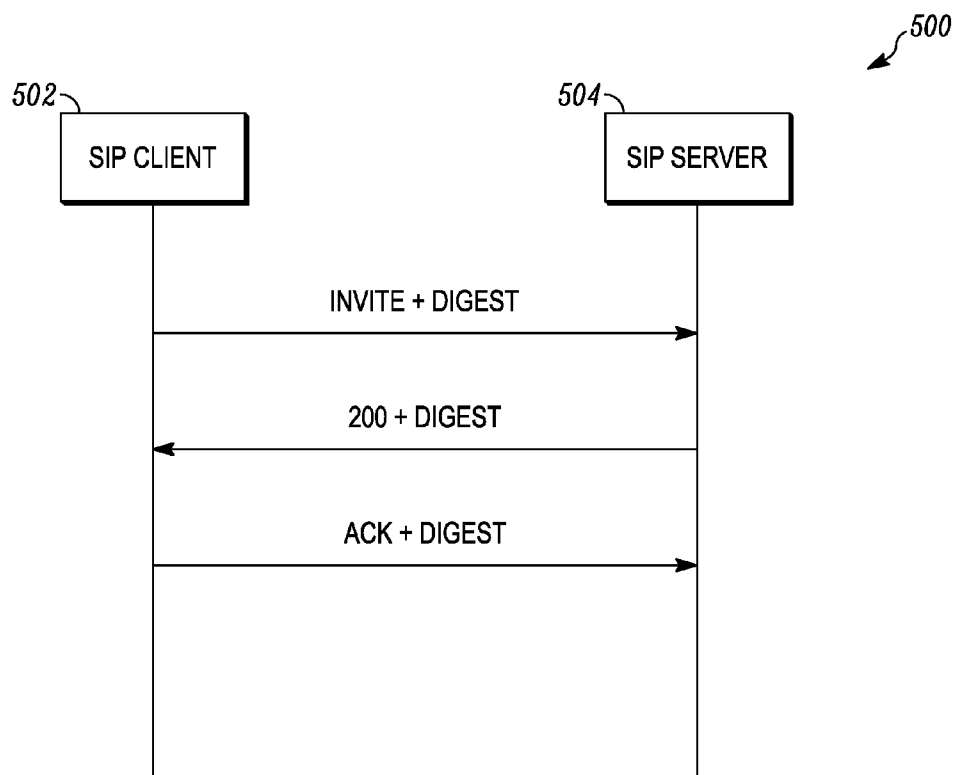 500
502
504
SIP CLIENT
SIP SERVER
INVITE + DIGEST
200 + DIGEST
ACK + DIGEST